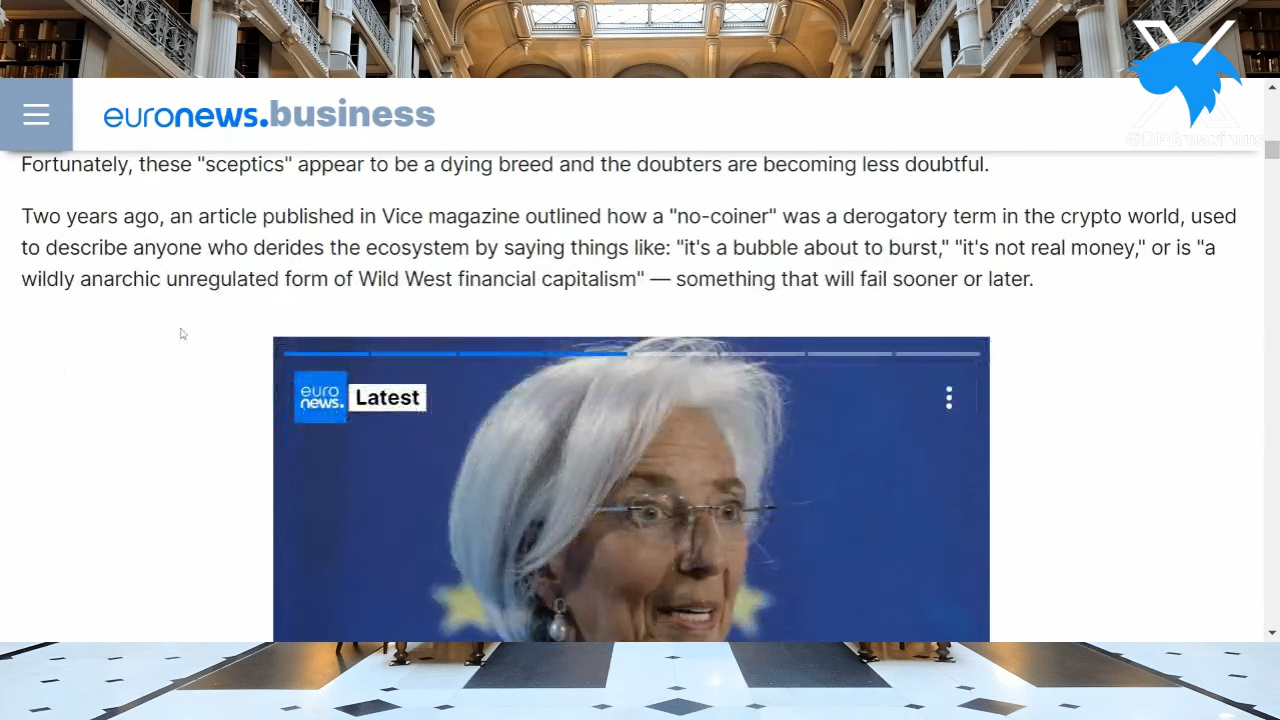 euronews.business
@DPGmaximus
Fortunately, these "sceptics" appear to be a dying breed and the doubters are becoming less doubtful.
Two years ago, an article published in Vice magazine outlined how a "no-coiner" was a derogatory term in the crypto world, used
to describe anyone who derides the ecosystem by saying things like: "it's a bubble about to burst," "it's not real money," or is "a
wildly anarchic unregulated form of Wild West financial capitalism" — something that will fail sooner or later.
euro
news.
Latest